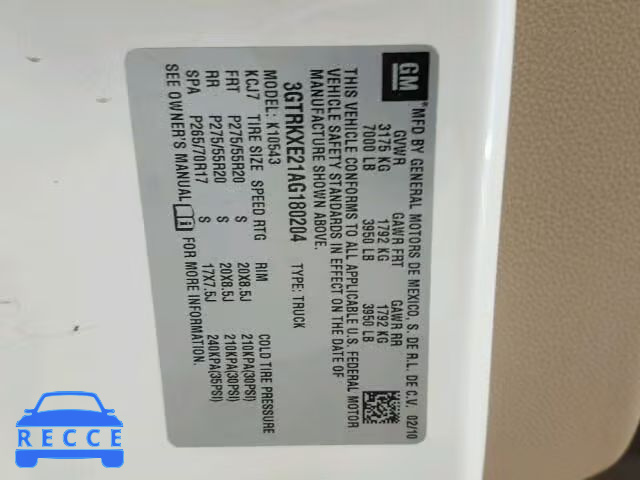 GM
®
MFD BY GENERAL MOTORS DE MEXICO, S. DE R.L. DE C.V. 02/10
GVWR GAWR FRT GAWR RR
3175 KG 1792 KG 1792 KG
7000 LB 3950 LB 3950 LB
THIS VEHICLE CONFORMS TO ALL APPLICABLE U.S. FEDERAL MOTOR
VEHICLE SAFETY STANDARDS IN EFFECT ON THE DATE OF
MANUFACTURE SHOWN ABOVE.
3GTRKXE21AG180204 TYPE: TRUCK
MODEL: K10543
KCJ7 TIRE SIZE SPEED RTG RIM COLD TIRE PRESSURE
FRT P275/55R20 S 20X8.5J 210KPA(30PSI)
RR P275/55R20 S 20X8.5J 210KPA(30PSI)
SPA P265/70R17 S 17X7.5J 240KPA(35PSI)
SEE OWNER'S MANUAL i FOR MORE INFORMATION
RECCE